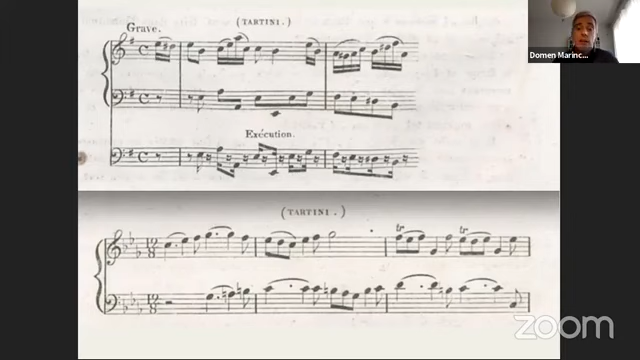 (TARTINI.)
Grave.
Exécution.
(TARTINI.)
tr
tr
Domen Marinc...
zoom